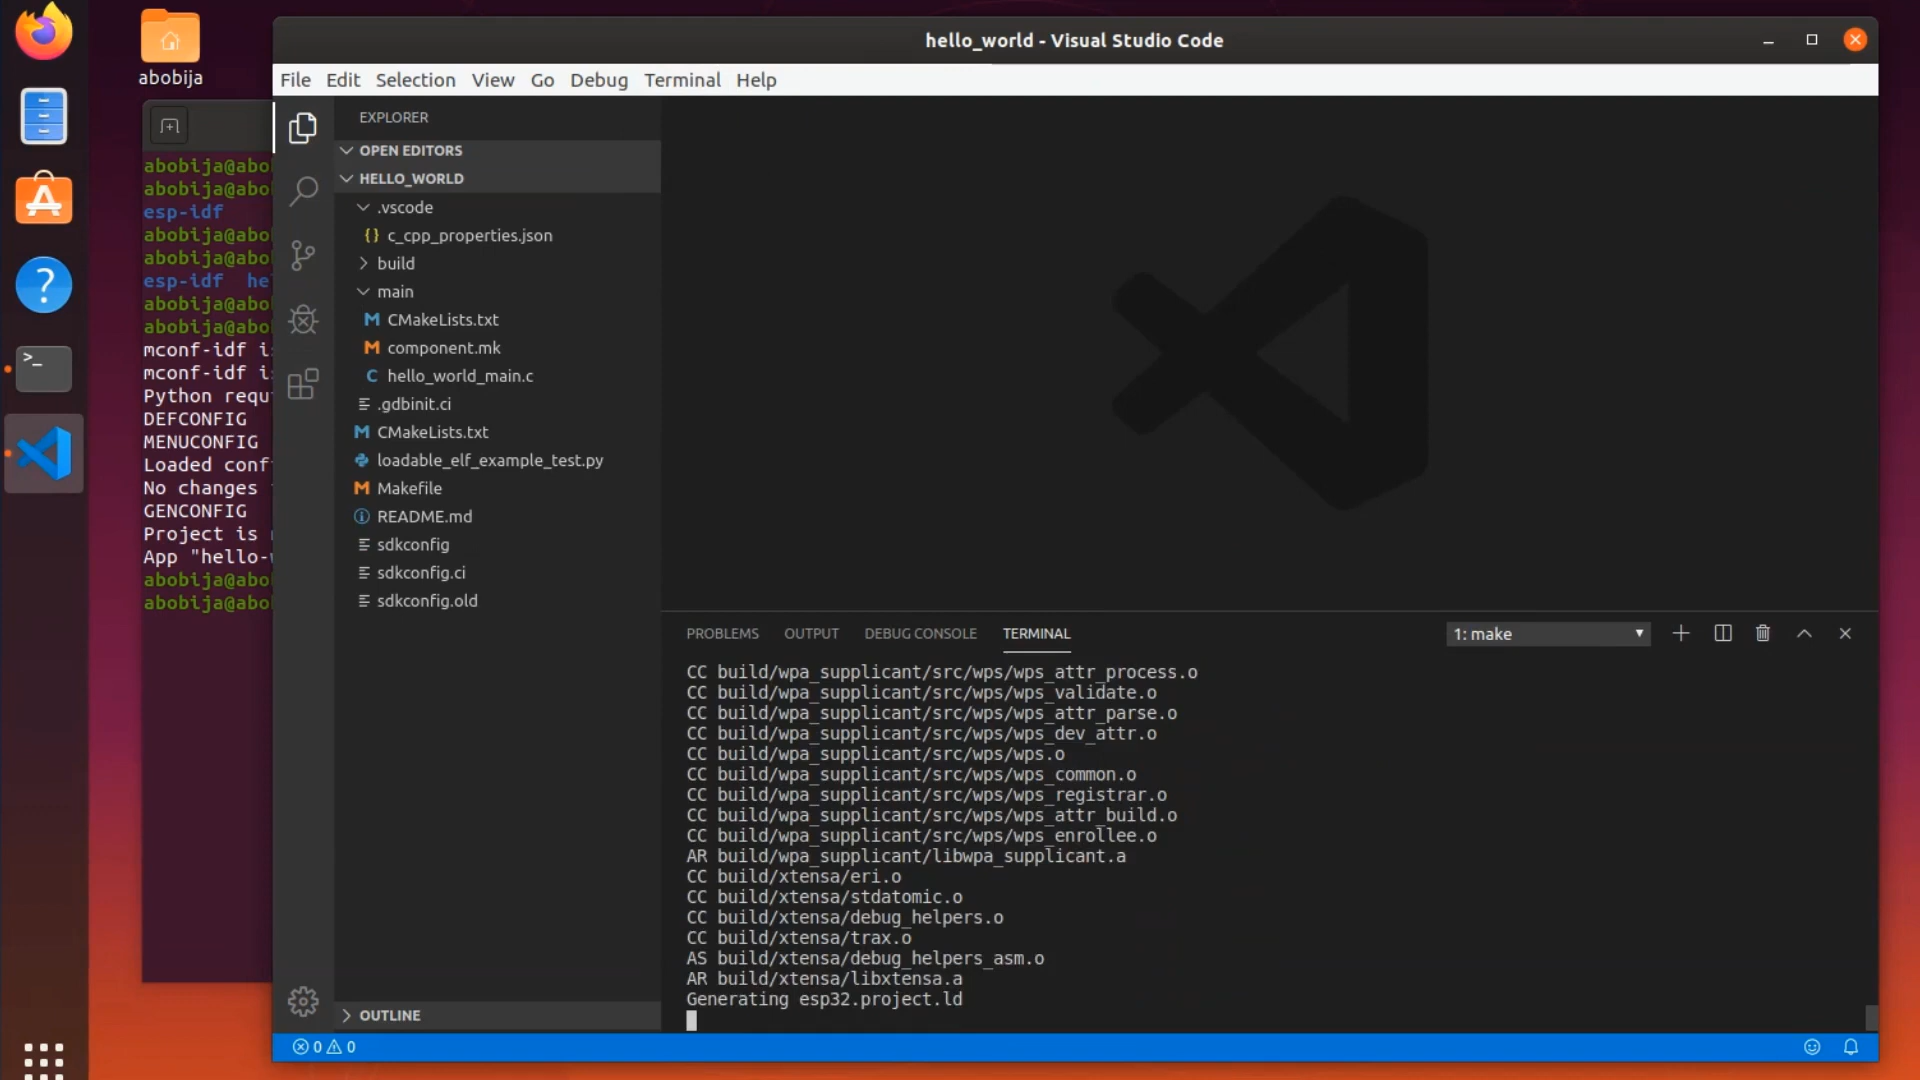 abobija
hello_world - Visual Studio Code
File Edit Selection View Go Debug Terminal Help
abobija@abo
abobija@abo
esp-idf
abobija@abo
abobija@abo
esp-idf he
abobija@abo
abobija@abo
mconf-idf i
mconf-idf i
Python requ
DEFCONFIG
MENUCONFIG
Loaded conf
No changes
GENCONFIG
Project is
App "hello-
abobija@abo
abobija@abo
EXPLORER
OPEN EDITORS
HELLO_WORLD
.vscode
{} c_cpp_properties.json
build
main
M CMakeLists.txt
M component.mk
C hello_world_main.c
.gdbinit.ci
M CMakeLists.txt
loadable_elf_example_test.py
M Makefile
README.md
sdkconfig
sdkconfig.ci
sdkconfig.old
OUTLINE
PROBLEMS OUTPUT DEBUG CONSOLE TERMINAL 1: make
CC build/wpa_supplicant/src/wps/wps_attr_process.o
CC build/wpa_supplicant/src/wps/wps_validate.o
CC build/wpa_supplicant/src/wps/wps_attr_parse.o
CC build/wpa_supplicant/src/wps/wps_dev_attr.o
CC build/wpa_supplicant/src/wps/wps.o
CC build/wpa_supplicant/src/wps/wps_common.o
CC build/wpa_supplicant/src/wps/wps_registrar.o
CC build/wpa_supplicant/src/wps/wps_attr_build.o
CC build/wpa_supplicant/src/wps/wps_enrollee.o
AR build/wpa_supplicant/libwpa_supplicant.a
CC build/xtensa/eri.o
CC build/xtensa/stdatomic.o
CC build/xtensa/debug_helpers.o
CC build/xtensa/trax.o
AS build/xtensa/debug_helpers_asm.o
AR build/xtensa/libxtensa.a
Generating esp32.project.ld
0 0